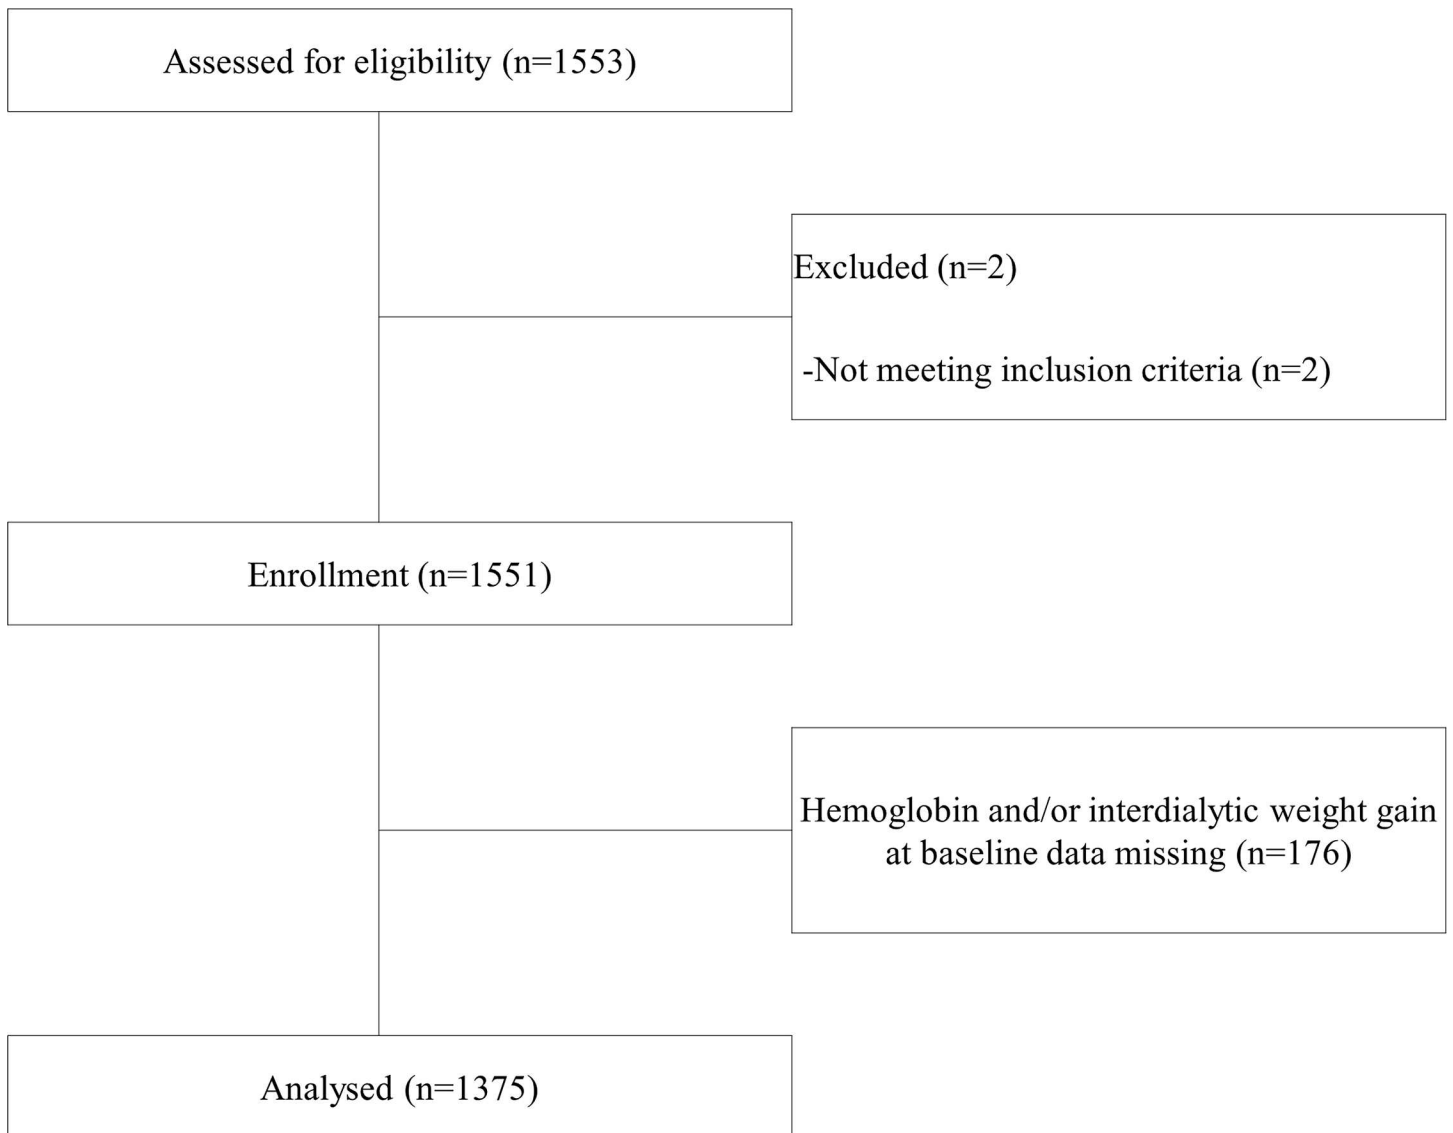 Assessed for eligibility (n=1553)
Excluded (n=2)
-Not meeting inclusion criteria (n=2)
Enrollment (n=1551)
Hemoglobin and/or interdialytic weight gain
at baseline data missing (n=176)
Analysed (n=1375)